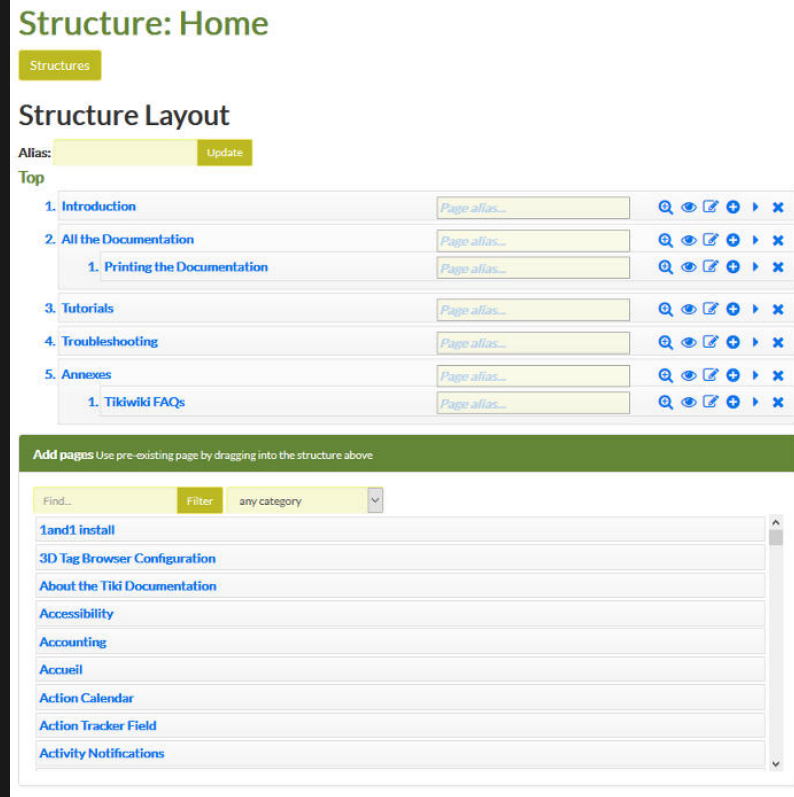 Structure: Home
Structures
Structure Layout
Alias: Update
Top
1. Introduction Page alias...
2. All the Documentation Page alias...
1. Printing the Documentation Page alias...
3. Tutorials Page alias...
4. Troubleshooting Page alias...
5. Annexes Page alias...
1. Tikiwiki FAQs Page alias...
Add pages Use pre-existing page by dragging into the structure above
Find... Filter any category
1and1 install
3D Tag Browser Configuration
About the Tiki Documentation
Accessibility
Accounting
Accueil
Action Calendar
Action Tracker Field
Activity Notifications